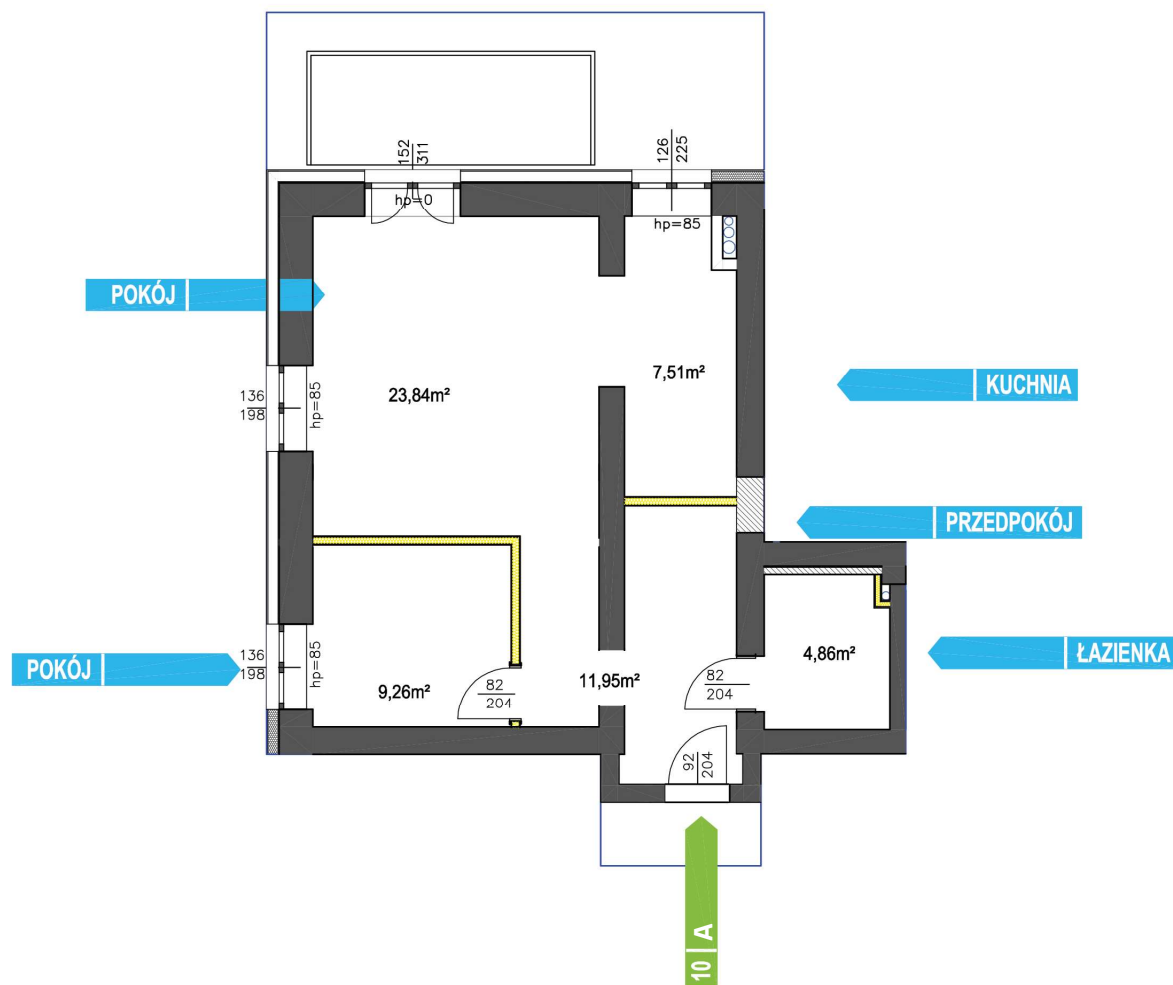 152
311
126
225
hp=0
hp=85
POKÓJ
136
198
hp=85
23,84m²
7,51m²
KUCHNIA
PRZEDPOKÓJ
POKÓJ
136
198
hp=85
9,26m²
82
204
11,95m²
82
204
4,86m²
ŁAZIENKA
92
204
10 | A